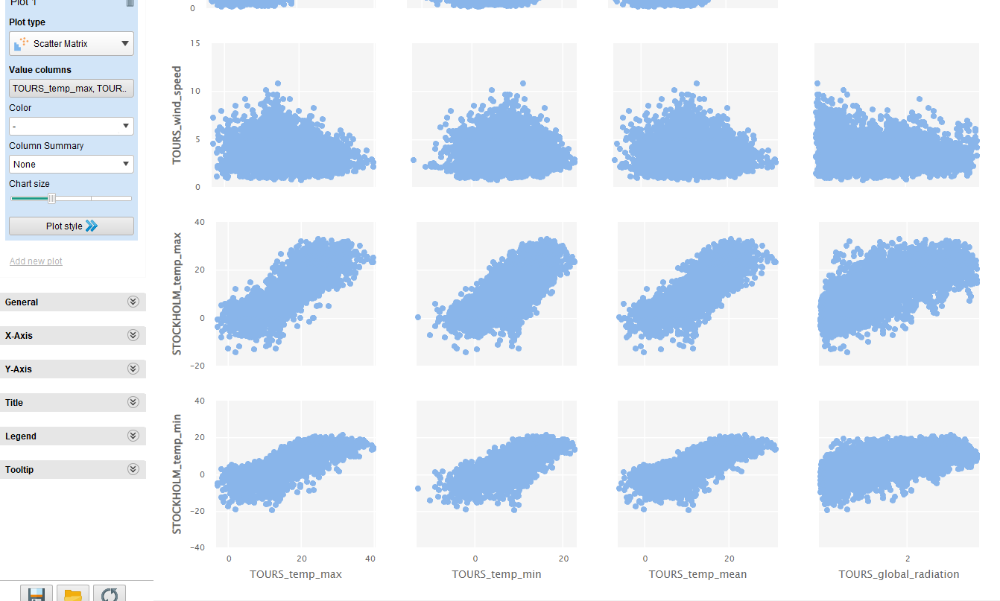 Plot 1
Plot type
Scatter Matrix
Value columns
TOURS_temp_max, TOUR..
Color
-
Column Summary
None
Chart size
Plot style
Add new plot
General
X-Axis
Y-Axis
Title
Legend
Tooltip
0
TOURS_wind_speed
15
10
5
0
STOCKHOLM_temp_max
40
20
0
-20
STOCKHOLM_temp_min
40
20
0
-20
-40
0 20 40
0 20
0 20
2
TOURS_temp_max
TOURS_temp_min
TOURS_temp_mean
TOURS_global_radiation